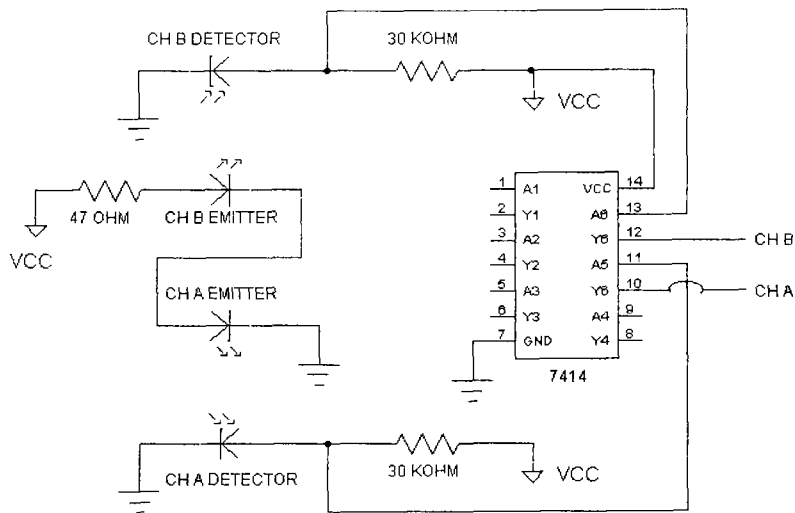 CH B DETECTOR
30 KOHM
VCC
47 OHM
CH B EMITTER
VCC
CH A EMITTER
1 A1 VCC 14
2 Y1 A6 13
3 A2 Y6 12
4 Y2 A5 11
5 A3 Y6 10
6 Y3 A4 9
7 GND Y4 8
7414
CH B
CH A
CH A DETECTOR
30 KOHM
VCC